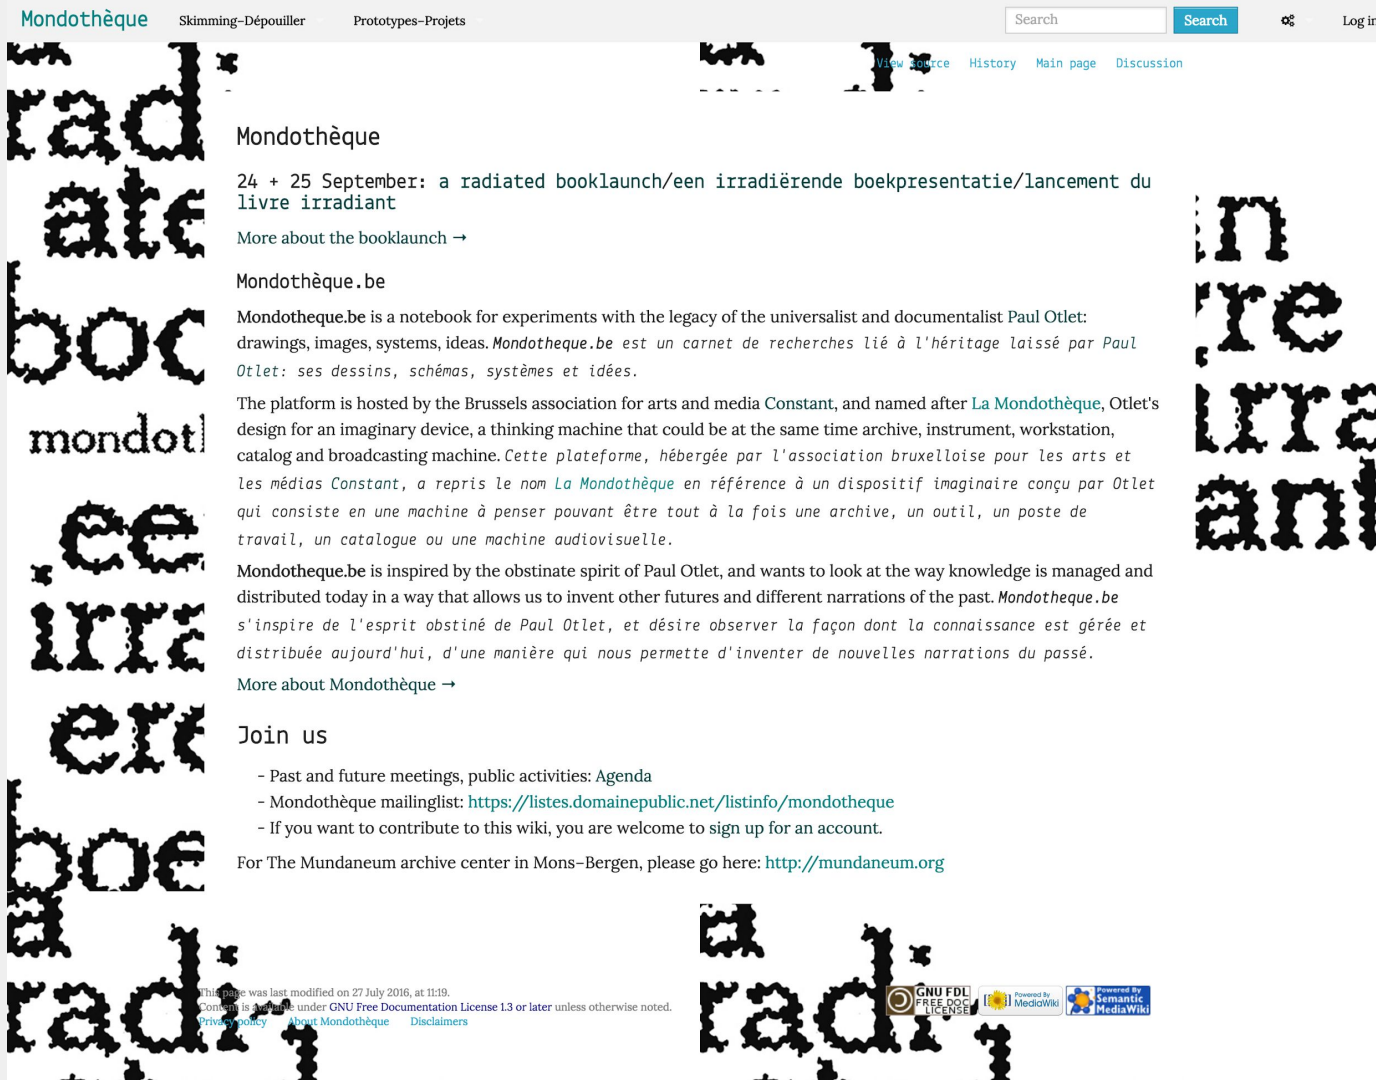 Mondothèque
Skimming–Dépouiller
Prototypes–Projets
Search
Search
Log in
View source
History
Main page
Discussion
Mondothèque
24 + 25 September: a radiated booklaunch/een irradiërende boekpresentatie/lancement du
livre irradiant
More about the booklaunch →
Mondothèque.be
Mondotheque.be is a notebook for experiments with the legacy of the universalist and documentalist Paul Otlet:
drawings, images, systems, ideas. Mondotheque.be est un carnet de recherches lié à l'héritage laissé par Paul
Otlet: ses dessins, schémas, systèmes et idées.
The platform is hosted by the Brussels association for arts and media Constant, and named after La Mondothèque, Otlet's
design for an imaginary device, a thinking machine that could be at the same time archive, instrument, workstation,
catalog and broadcasting machine. Cette plateforme, hébergée par l'association bruxelloise pour les arts et
les médias Constant, a repris le nom La Mondothèque en référence à un dispositif imaginaire conçu par Otlet
qui consiste en une machine à penser pouvant être tout à la fois une archive, un outil, un poste de
travail, un catalogue ou une machine audiovisuelle.
Mondotheque.be is inspired by the obstinate spirit of Paul Otlet, and wants to look at the way knowledge is managed and
distributed today in a way that allows us to invent other futures and different narrations of the past. Mondotheque.be
s'inspire de l'esprit obstiné de Paul Otlet, et désire observer la façon dont la connaissance est gérée et
distribuée aujourd'hui, d'une manière qui nous permette d'inventer de nouvelles narrations du passé.
More about Mondothèque →
Join us
- Past and future meetings, public activities: Agenda
- Mondothèque mailinglist: https://listes.domainepublic.net/listinfo/mondotheque
- If you want to contribute to this wiki, you are welcome to sign up for an account.
For The Mundaneum archive center in Mons–Bergen, please go here: http://mundaneum.org
This page was last modified on 27 July 2016, at 11:19.
Content is available under GNU Free Documentation License 1.3 or later unless otherwise noted.
Privacy policy
About Mondothèque
Disclaimers
GNU FDL
FREE DOC
LICENSE
Powered By
MediaWiki
Powered By
Semantic
MediaWiki